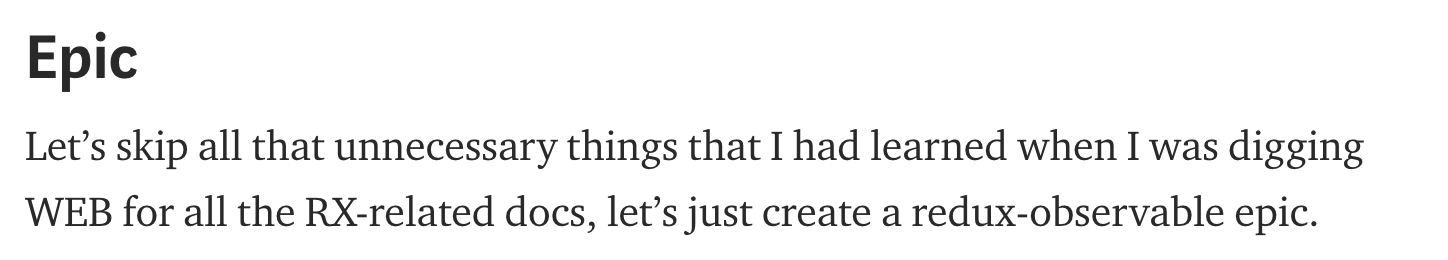 Epic
Let’s skip all that unnecessary things that I had learned when I was digging
WEB for all the RX-related docs, let’s just create a redux-observable epic.